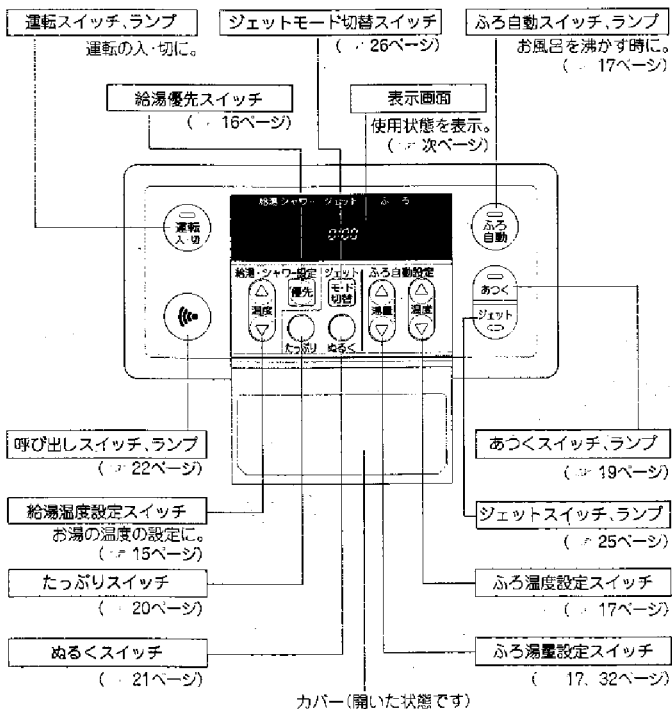 運転スイッチ、ランプ
運転の入・切に。
ジェットモード切替スイッチ
(☞ 26ページ)
ふろ自動スイッチ、ランプ
お風呂を沸かす時に。
(☞ 17ページ)
給湯優先スイッチ
(☞ 16ページ)
表示画面
使用状態を表示。
(☞ 次ページ)
給湯・シャワー ジェット ふろ
0:00
運転
入・切
ふろ
自動
給湯・シャワー設定 ジェット ふろ自動設定
温度
優先
モード
切替
湯量
温度
あつく
ジェット
たっぷり
ぬるく
呼び出しスイッチ、ランプ
(☞ 22ページ)
あつくスイッチ、ランプ
(☞ 19ページ)
給湯温度設定スイッチ
お湯の温度の設定に。
(☞ 15ページ)
ジェットスイッチ、ランプ
(☞ 25ページ)
たっぷりスイッチ
(☞ 20ページ)
ふろ温度設定スイッチ
(☞ 17ページ)
ぬるくスイッチ
(☞ 21ページ)
ふろ湯量設定スイッチ
(☞ 17、32ページ)
カバー(開いた状態です)